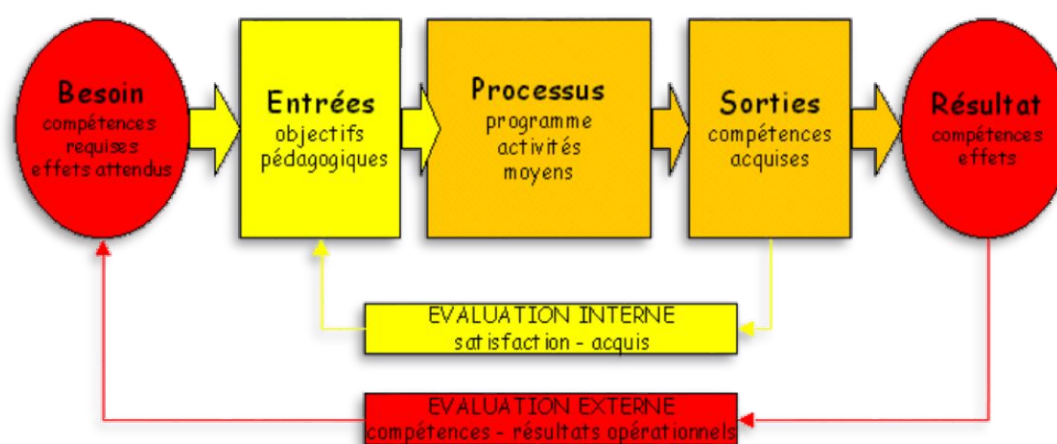 Besoin
compétences
requises
effets attendus
Entrées
objectifs
pédagogiques
Processus
programme
activités
moyens
Sorties
compétences
acquises
Résultat
compétences
effets
EVALUATION INTERNE
satisfaction - acquis
EVALUATION EXTERNE
compétences - résultats opérationnels